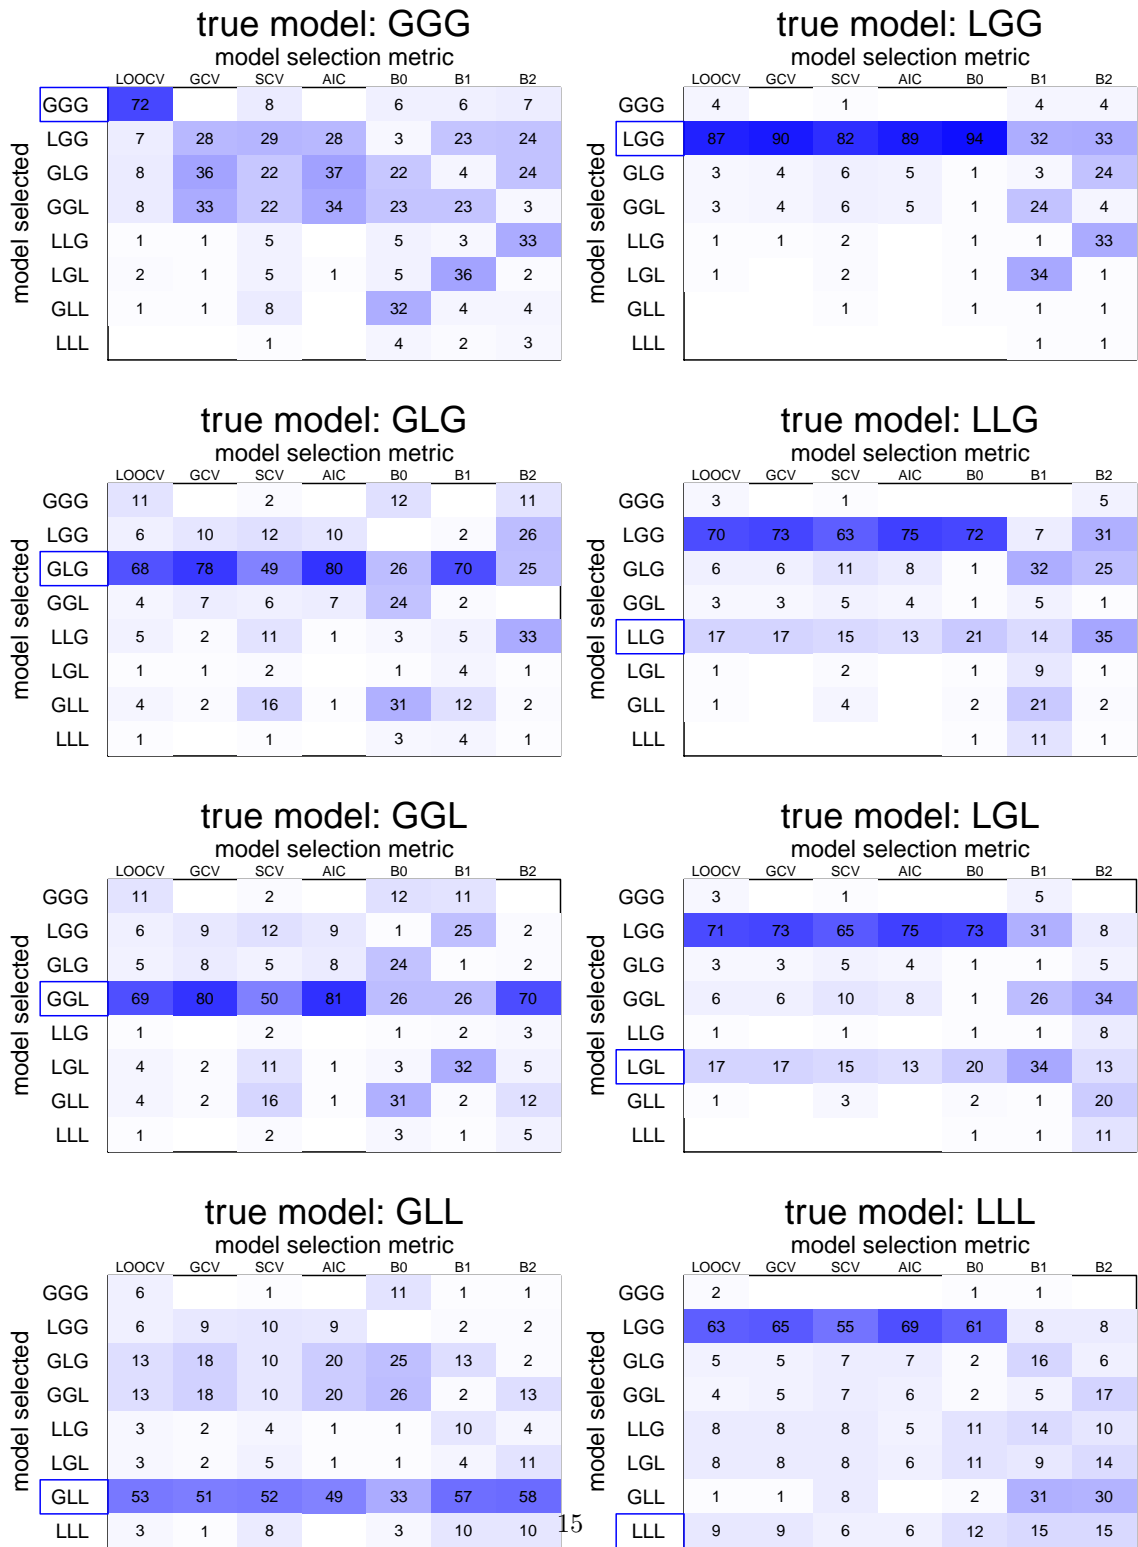 true model: GGG
model selection metric
LOOCV GCV SCV AIC B0 B1 B2
model selected
GGG 72 8 6 6 7
LGG 7 28 29 28 3 23 24
GLG 8 36 22 37 22 4 24
GGL 8 33 22 34 23 23 3
LLG 1 1 5 5 3 33
LGL 2 1 5 1 5 36 2
GLL 1 1 8 32 4 4
LLL 1 4 2 3
true model: LGG
model selection metric
LOOCV GCV SCV AIC B0 B1 B2
model selected
GGG 4 1 4 4
LGG 87 90 82 89 94 32 33
GLG 3 4 6 5 1 3 24
GGL 3 4 6 5 1 24 4
LLG 1 1 2 1 1 33
LGL 1 2 1 34 1
GLL 1 1 1 1
LLL 1 1
true model: GLG
model selection metric
LOOCV GCV SCV AIC B0 B1 B2
model selected
GGG 11 2 12 11
LGG 6 10 12 10 2 26
GLG 68 78 49 80 26 70 25
GGL 4 7 6 7 24 2
LLG 5 2 11 1 3 5 33
LGL 1 1 2 1 4 1
GLL 4 2 16 1 31 12 2
LLL 1 1 3 4 1
true model: LLG
model selection metric
LOOCV GCV SCV AIC B0 B1 B2
model selected
GGG 3 1 5
LGG 70 73 63 75 72 7 31
GLG 6 6 11 8 1 32 25
GGL 3 3 5 4 1 5 1
LLG 17 17 15 13 21 14 35
LGL 1 2 1 9 1
GLL 1 4 2 21 2
LLL 1 11 1
true model: GGL
model selection metric
LOOCV GCV SCV AIC B0 B1 B2
model selected
GGG 11 2 12 11
LGG 6 9 12 9 1 25 2
GLG 5 8 5 8 24 1 2
GGL 69 80 50 81 26 26 70
LLG 1 2 1 2 3
LGL 4 2 11 1 3 32 5
GLL 4 2 16 1 31 2 12
LLL 1 2 3 1 5
true model: LGL
model selection metric
LOOCV GCV SCV AIC B0 B1 B2
model selected
GGG 3 1 5
LGG 71 73 65 75 73 31 8
GLG 3 3 5 4 1 1 5
GGL 6 6 10 8 1 26 34
LLG 1 1 1 1 8
LGL 17 17 15 13 20 34 13
GLL 1 3 2 1 20
LLL 1 1 11
true model: GLL
model selection metric
LOOCV GCV SCV AIC B0 B1 B2
model selected
GGG 6 1 11 1 1
LGG 6 9 10 9 2 2
GLG 13 18 10 20 25 13 2
GGL 13 18 10 20 26 2 13
LLG 3 2 4 1 1 10 4
LGL 3 2 5 1 1 4 11
GLL 53 51 52 49 33 57 58
LLL 3 1 8 3 10 10
true model: LLL
model selection metric
LOOCV GCV SCV AIC B0 B1 B2
model selected
GGG 2 1 1
LGG 63 65 55 69 61 8 8
GLG 5 5 7 7 2 16 6
GGL 4 5 7 6 2 5 17
LLG 8 8 8 5 11 14 10
LGL 8 8 8 6 11 9 14
GLL 1 1 8 2 31 30
LLL 9 9 6 6 12 15 15
15